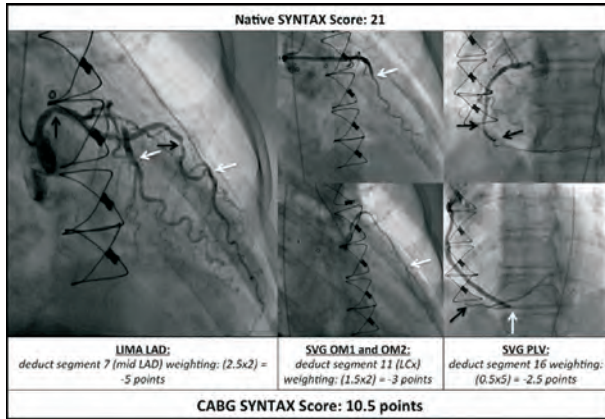 Native SYNTAX Score: 21
LIMA LAD:
deduct segment 7 (mid LAD) weighting: (2.5x2) =
-5 points
SVG OM1 and OM2:
deduct segment 11 (LCx)
weighting: (1.5x2) = -3 points
SVG PLV:
deduct segment 16 weighting:
(0.5x5) = -2.5 points
CABG SYNTAX Score: 10.5 points